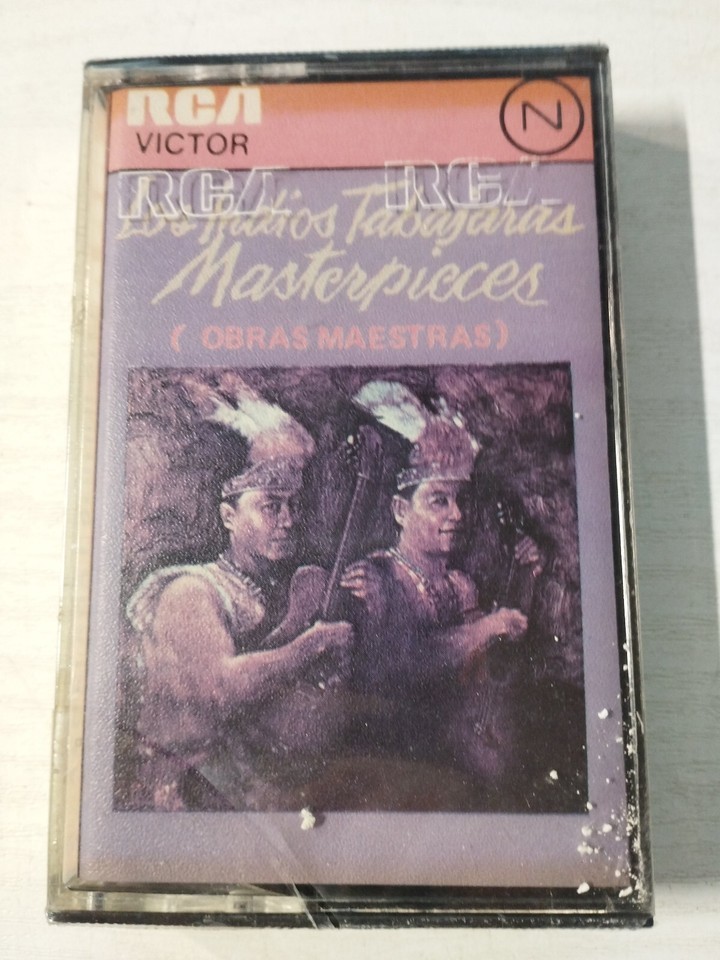 RCA
VICTOR
N
RCA RCA
Los Indios Tabajaras
Masterpieces
( OBRAS MAESTRAS)